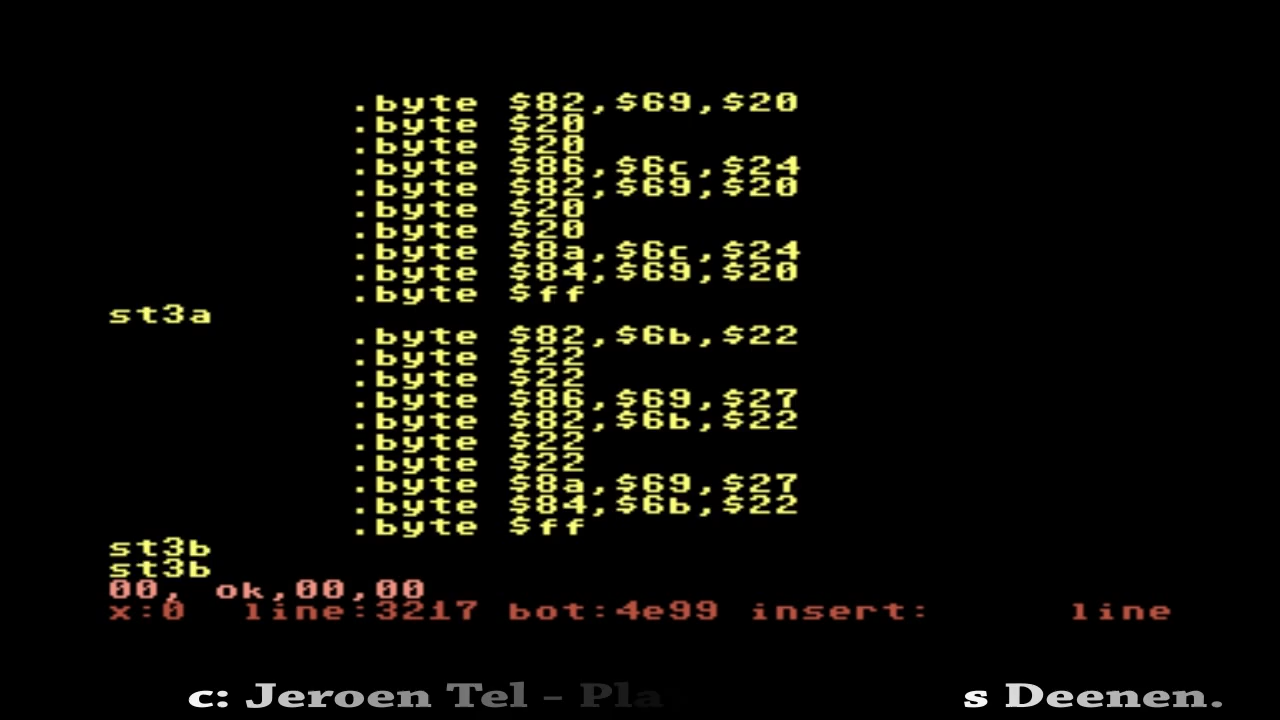 .byte $82,$69,$20
.byte $20
.byte $20
.byte $86,$6c,$24
.byte $82,$69,$20
.byte $20
.byte $20
.byte $8a,$6c,$24
.byte $84,$69,$20
.byte $ff
st3a
.byte $82,$6b,$22
.byte $22
.byte $22
.byte $86,$69,$27
.byte $82,$6b,$22
.byte $22
.byte $22
.byte $8a,$69,$27
.byte $84,$6b,$22
.byte $ff
st3b
st3b
00, ok,00,00
x:0 line:3217 bot:4e99 insert: line
c: Jeroen Tel - Pla s Deenen.